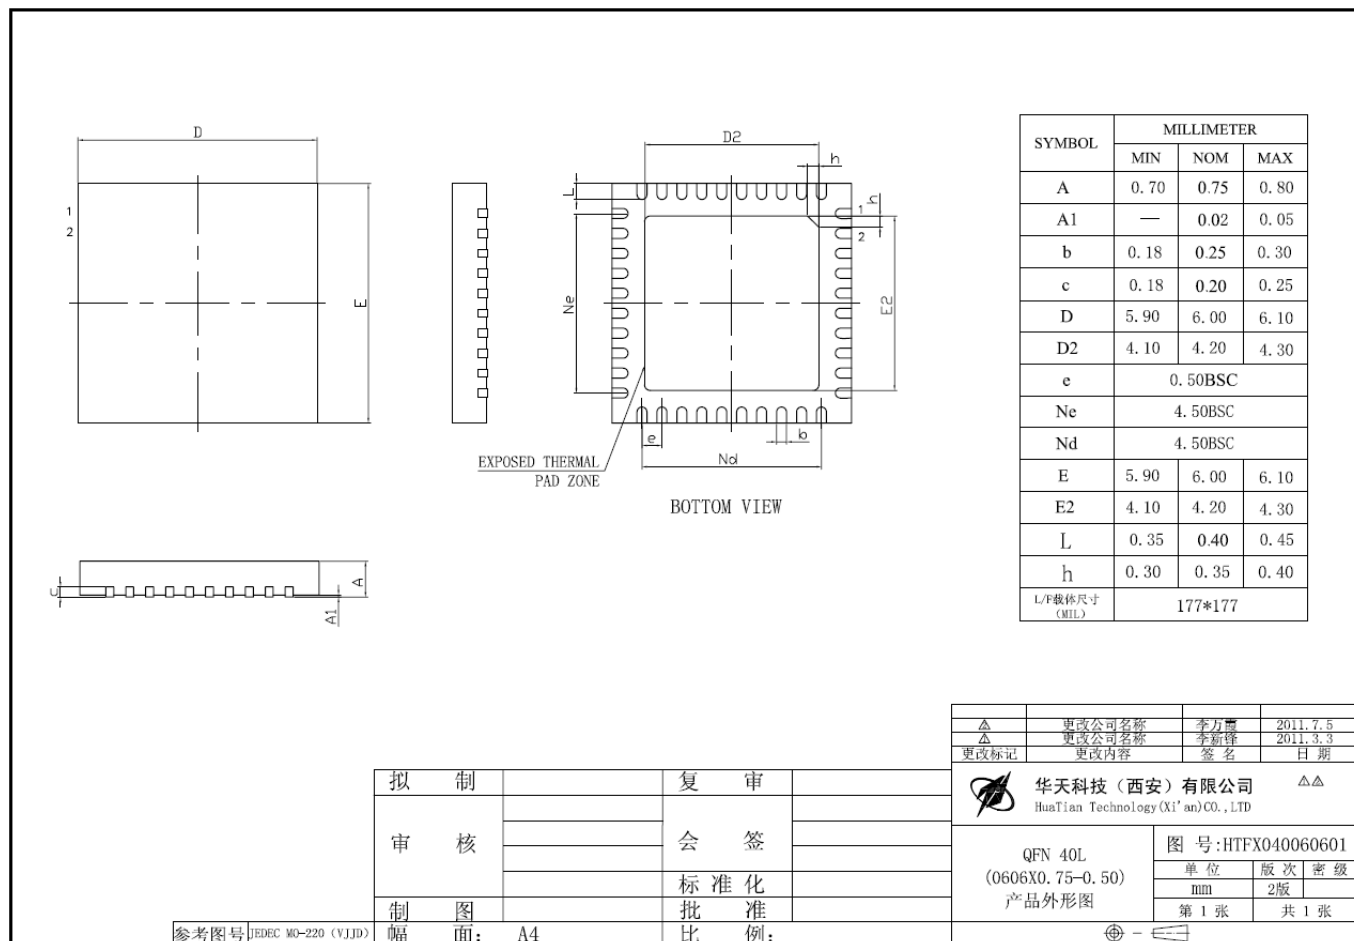 D
1
2
E
A
c
A1
D2
h
L
h
1
2
Ne
E2
e
b
Nd
EXPOSED THERMAL
PAD ZONE
BOTTOM VIEW
SYMBOL MILLIMETER
MIN NOM MAX
A 0.70 0.75 0.80
A1 — 0.02 0.05
b 0.18 0.25 0.30
c 0.18 0.20 0.25
D 5.90 6.00 6.10
D2 4.10 4.20 4.30
e 0.50BSC
Ne 4.50BSC
Nd 4.50BSC
E 5.90 6.00 6.10
E2 4.10 4.20 4.30
L 0.35 0.40 0.45
h 0.30 0.35 0.40
L/F载体尺寸
(MIL) 177*177
更改公司名称 李万霞 2011.7.5
更改公司名称 李新锋 2011.3.3
更改标记 更改内容 签 名 日 期
华天科技（西安）有限公司
HuaTian Technology(Xi'an)CO.,LTD
QFN 40L
(0606X0.75-0.50)
产品外形图
图 号:HTFX040060601
单 位 版 次 密 级
mm 2版
第 1 张 共 1 张
拟 制 复 审
审 核 会 签
标 准 化
制 图 批 准
参考图号 JEDEC MO-220 (VJJD) 幅 面: A4 比 例: